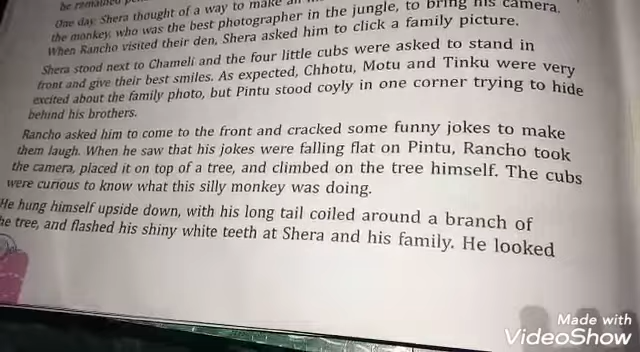 be remained
One day, Shera thought of a way to make
the monkey, who was the best photographer in the jungle, to bring his camera.
When Rancho visited their den, Shera asked him to click a family picture.
Shera stood next to Chameli and the four little cubs were asked to stand in
front and give their best smiles. As expected, Chhotu, Motu and Tinku were very
excited about the family photo, but Pintu stood coyly in one corner trying to hide
behind his brothers.
Rancho asked him to come to the front and cracked some funny jokes to make
them laugh. When he saw that his jokes were falling flat on Pintu, Rancho took
the camera, placed it on top of a tree, and climbed on the tree himself. The cubs
were curious to know what this silly monkey was doing.
He hung himself upside down, with his long tail coiled around a branch of
the tree, and flashed his shiny white teeth at Shera and his family. He looked
Made with
VideoShow